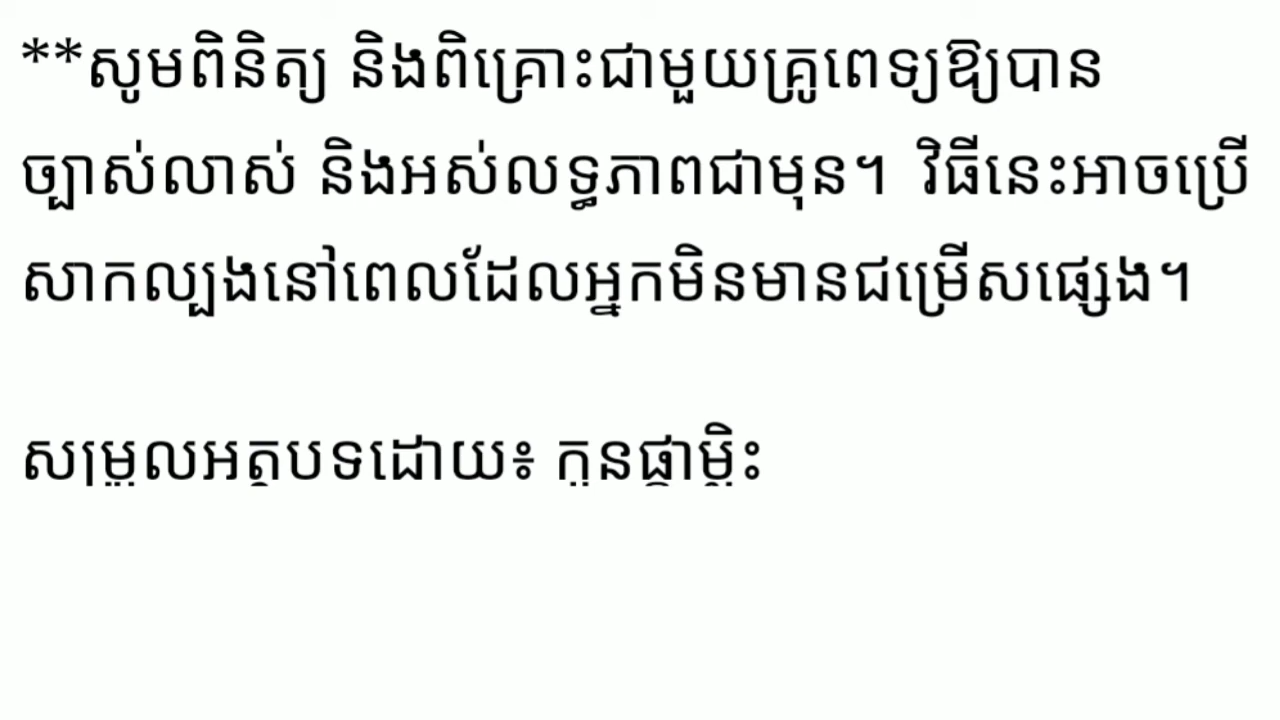 **សូមពិនិត្យ និងពិគ្រោះជាមួយគ្រូពេទ្យឱ្យបាន
ច្បាស់លាស់ និងអស់លទ្ធភាពជាមុន។ វិធីនេះអាចប្រើ
សាកល្បងនៅពេលដែលអ្នកមិនមានជម្រើសផ្សេង។
សម្រួលអត្ថបទដោយ៖ កូនផ្កាម្លិះ